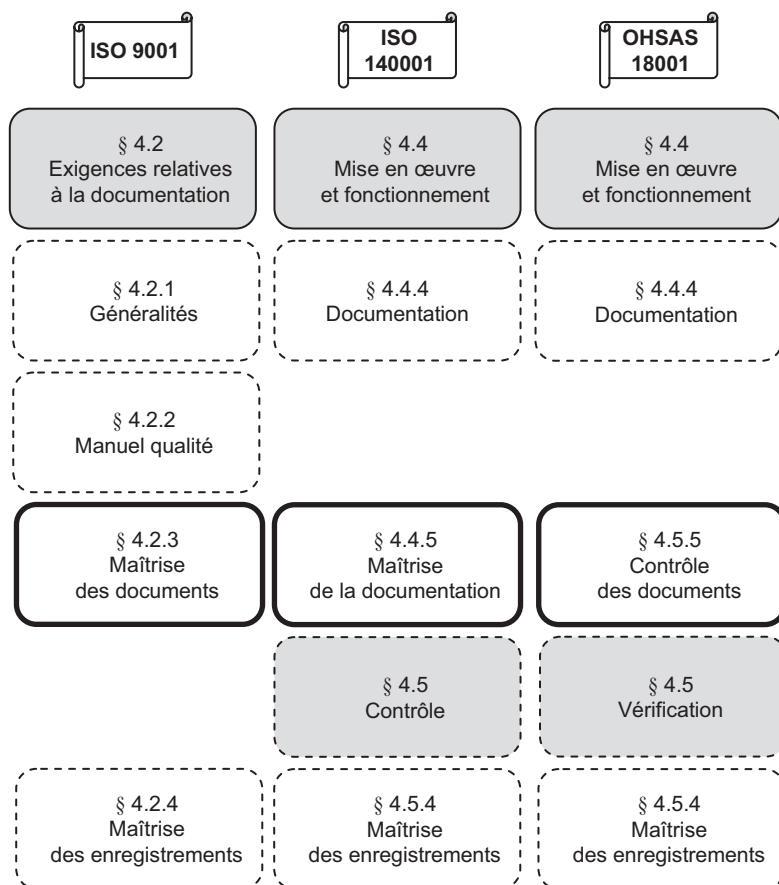 ISO 9001
ISO
140001
OHSAS
18001
§ 4.2
Exigences relatives
à la documentation
§ 4.4
Mise en œuvre
et fonctionnement
§ 4.4
Mise en œuvre
et fonctionnement
§ 4.2.1
Généralités
§ 4.4.4
Documentation
§ 4.4.4
Documentation
§ 4.2.2
Manuel qualité
§ 4.2.3
Maîtrise
des documents
§ 4.4.5
Maîtrise
de la documentation
§ 4.5.5
Contrôle
des documents
§ 4.5
Contrôle
§ 4.5
Vérification
§ 4.2.4
Maîtrise
des enregistrements
§ 4.5.4
Maîtrise
des enregistrements
§ 4.5.4
Maîtrise
des enregistrements